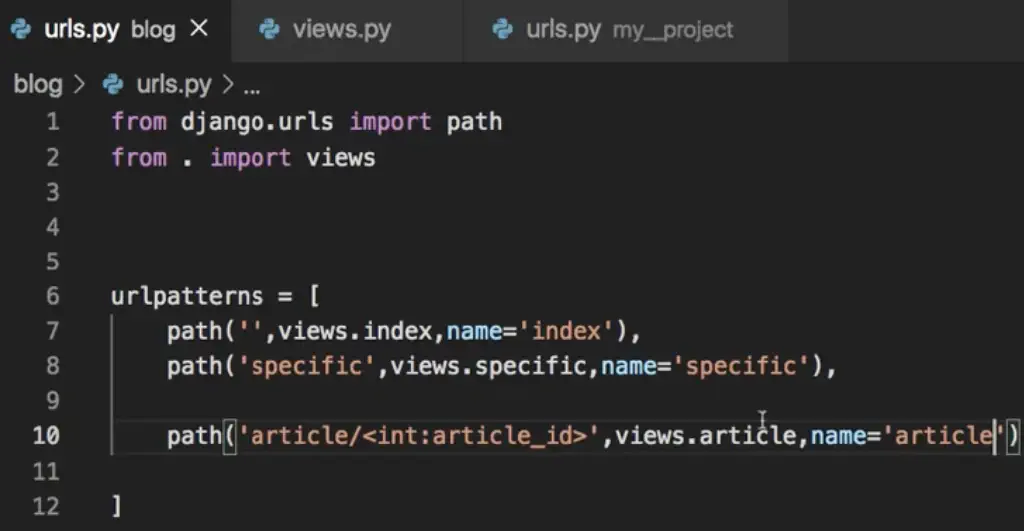 urls.py blog × views.py urls.py my_project
blog > urls.py > ...
1 from django.urls import path
2 from . import views
3
4
5
6 urlpatterns = [
7 path('',views.index,name='index'),
8 path('specific',views.specific,name='specific'),
9
10 path('article/<int:article_id>',views.article,name='article')
11
12 ]